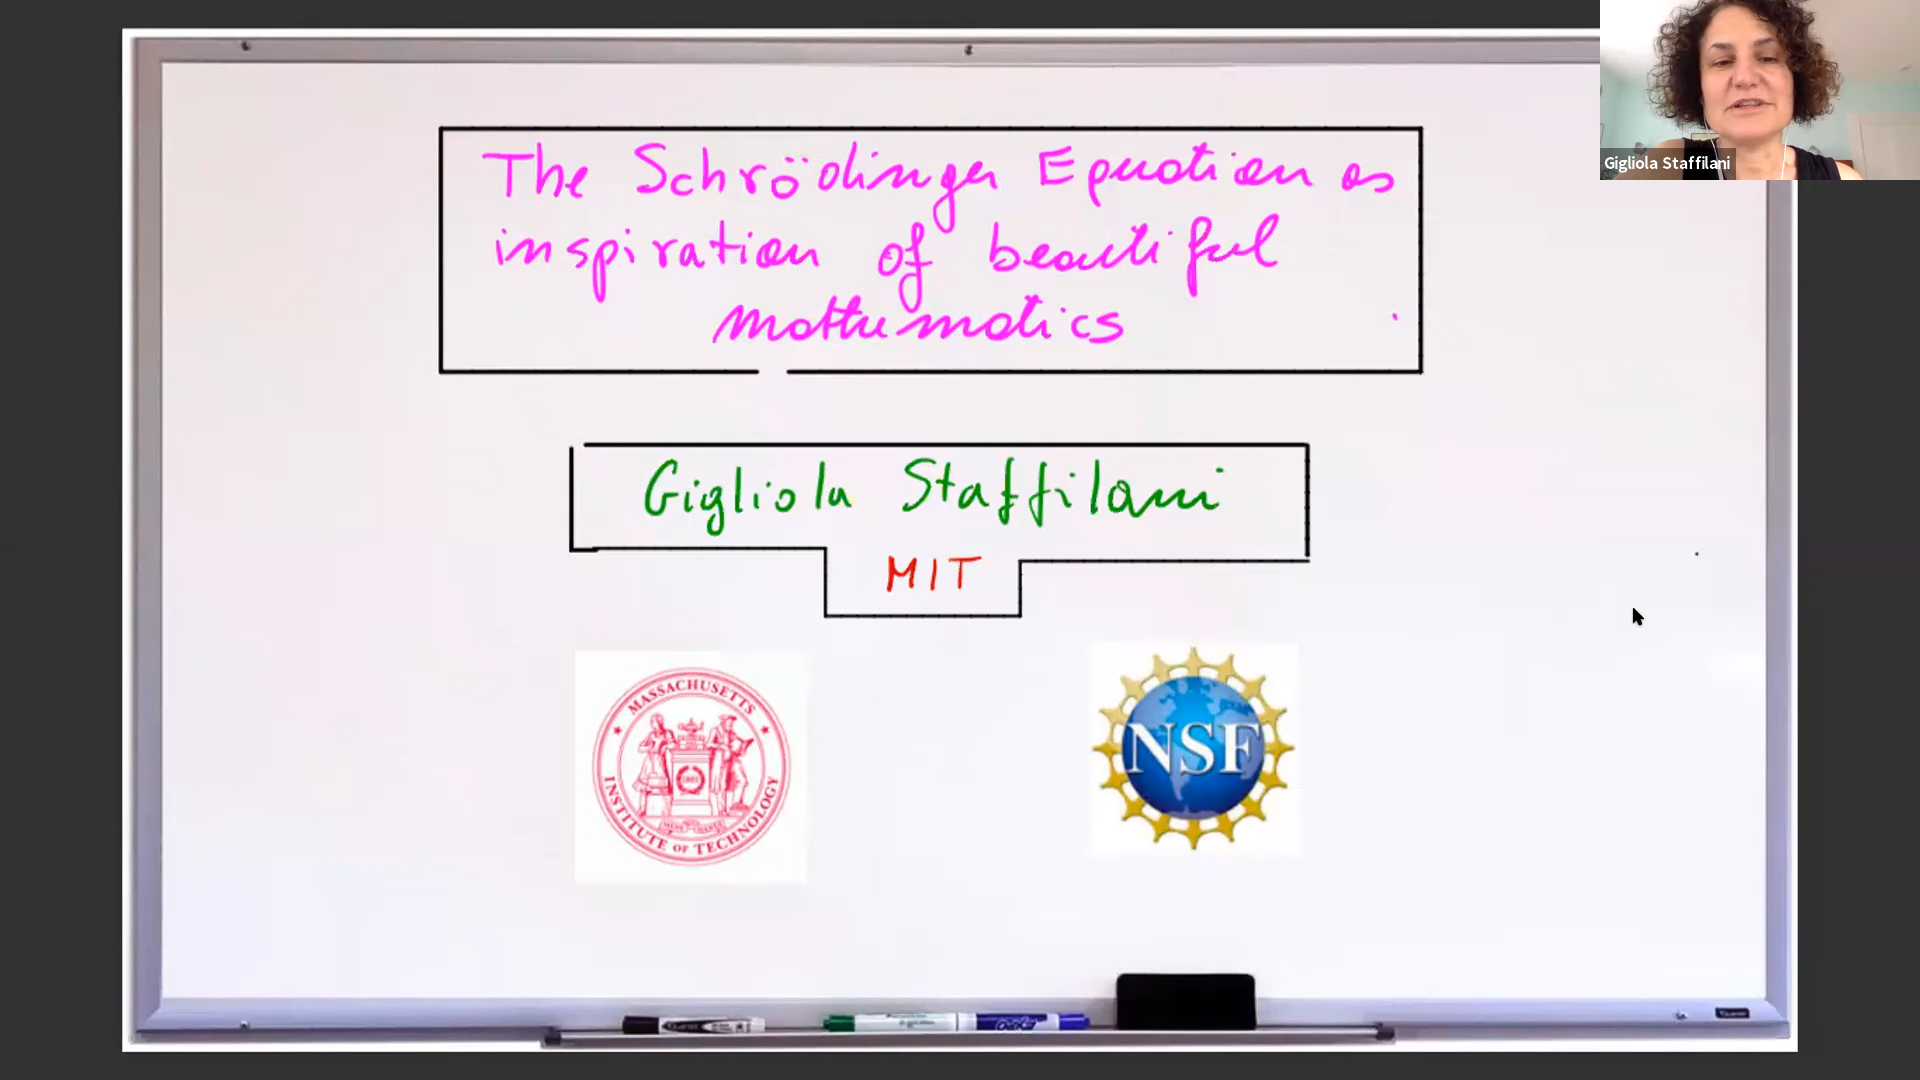 The Schrödinger Equation as
inspiration of beautiful
mathematics
Gigliola Staffilani
MIT
MASSACHUSETTS
INSTITUTE OF TECHNOLOGY
NSF
Gigliola Staffilani